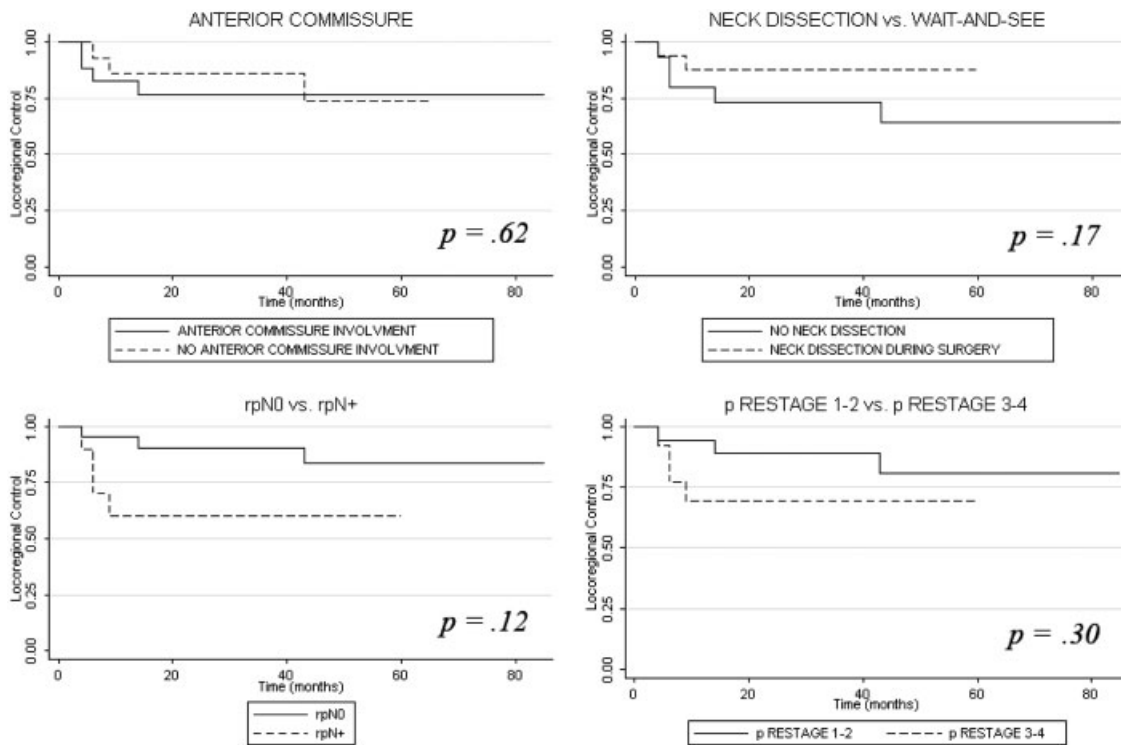 ANTERIOR COMMISSURE
Locoregional Control
1.00
0.75
0.50
0.25
0.00
p = .62
0 20 40 60 80
Time (months)
ANTERIOR COMMISSURE INVOLVMENT
NO ANTERIOR COMMISSURE INVOLVMENT
NECK DISSECTION vs. WAIT-AND-SEE
Locoregional Control
1.00
0.75
0.50
0.25
0.00
p = .17
0 20 40 60 80
Time (months)
NO NECK DISSECTION
NECK DISSECTION DURING SURGERY
rpN0 vs. rpN+
Locoregional Control
1.00
0.75
0.50
0.25
0.00
p = .12
0 20 40 60 80
Time (months)
rpN0
rpN+
p RESTAGE 1-2 vs. p RESTAGE 3-4
Locoregional Control
1.00
0.75
0.50
0.25
0.00
p = .30
0 20 40 60 80
Time (months)
p RESTAGE 1-2 p RESTAGE 3-4